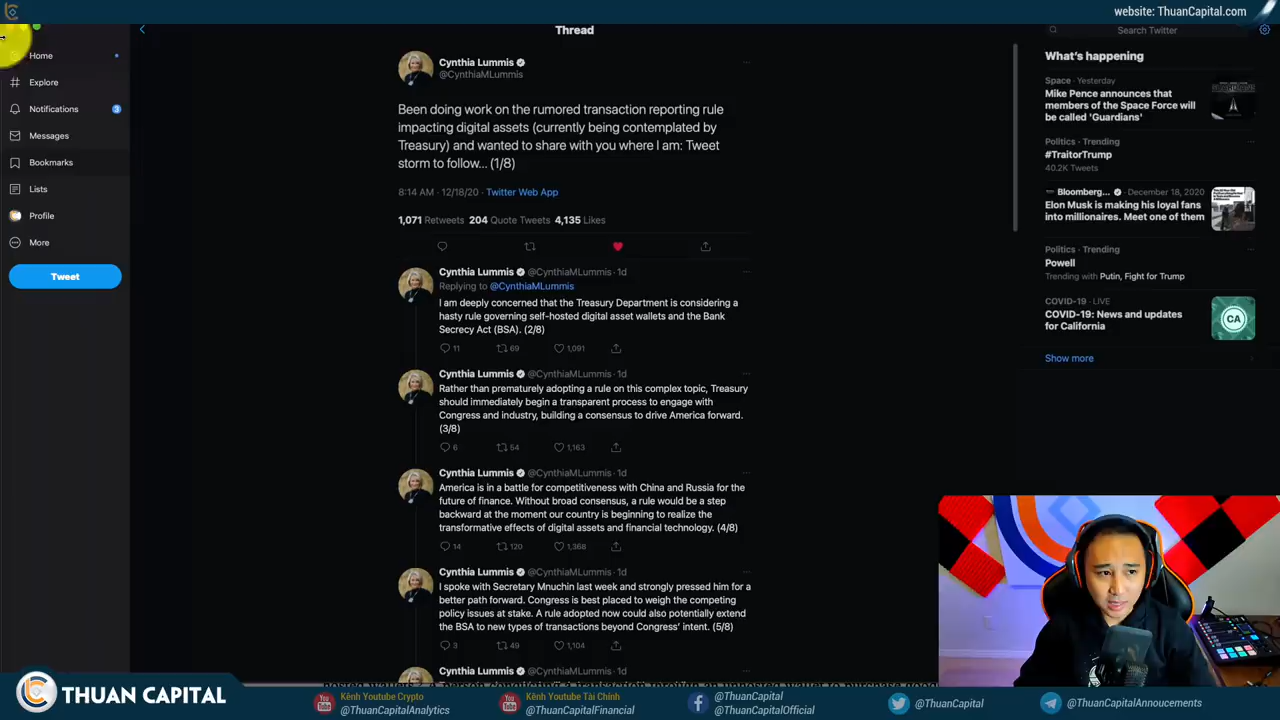 website: ThuanCapital.com
Home
Explore
Notifications
3
Messages
Bookmarks
Lists
Profile
More
Tweet
Thread
Cynthia Lummis
@CynthiaMLummis
Been doing work on the rumored transaction reporting rule
impacting digital assets (currently being contemplated by
Treasury) and wanted to share with you where I am: Tweet
storm to follow... (1/8)
8:14 AM · 12/18/20 · Twitter Web App
1,071 Retweets 204 Quote Tweets 4,135 Likes
Cynthia Lummis @CynthiaMLummis · 1d
Replying to @CynthiaMLummis
I am deeply concerned that the Treasury Department is considering a
hasty rule governing self-hosted digital asset wallets and the Bank
Secrecy Act (BSA). (2/8)
11 69 1,091
Cynthia Lummis @CynthiaMLummis · 1d
Rather than prematurely adopting a rule on this complex topic, Treasury
should immediately begin a transparent process to engage with
Congress and industry, building a consensus to drive America forward.
(3/8)
6 54 1,163
Cynthia Lummis @CynthiaMLummis · 1d
America is in a battle for competitiveness with China and Russia for the
future of finance. Without broad consensus, a rule would be a step
backward at the moment our country is beginning to realize the
transformative effects of digital assets and financial technology. (4/8)
14 120 1,368
Cynthia Lummis @CynthiaMLummis · 1d
I spoke with Secretary Mnuchin last week and strongly pressed him for a
better path forward. Congress is best placed to weigh the competing
policy issues at stake. A rule adopted now could also potentially extend
the BSA to new types of transactions beyond Congress' intent. (5/8)
3 49 1,104
Cynthia Lummis @CynthiaMLummis · 1d
Search Twitter
What's happening
Space · Yesterday
Mike Pence announces that
members of the Space Force will
be called 'Guardians'
Politics · Trending
#TraitorTrump
40.2K Tweets
Bloomberg... · December 18, 2020
Elon Musk is making his loyal fans
into millionaires. Meet one of them
Politics · Trending
Powell
Trending with Putin, Fight for Trump
COVID-19 · LIVE
COVID-19: News and updates
for California
CA
Show more
THUAN CAPITAL
Kênh Youtube Crypto
@ThuanCapitalAnalytics
Kênh Youtube Tài Chính
@ThuanCapitalFinancial
@ThuanCapital
@ThuanCapitalOfficial
@ThuanCapital
@ThuanCapitalAnnoucements